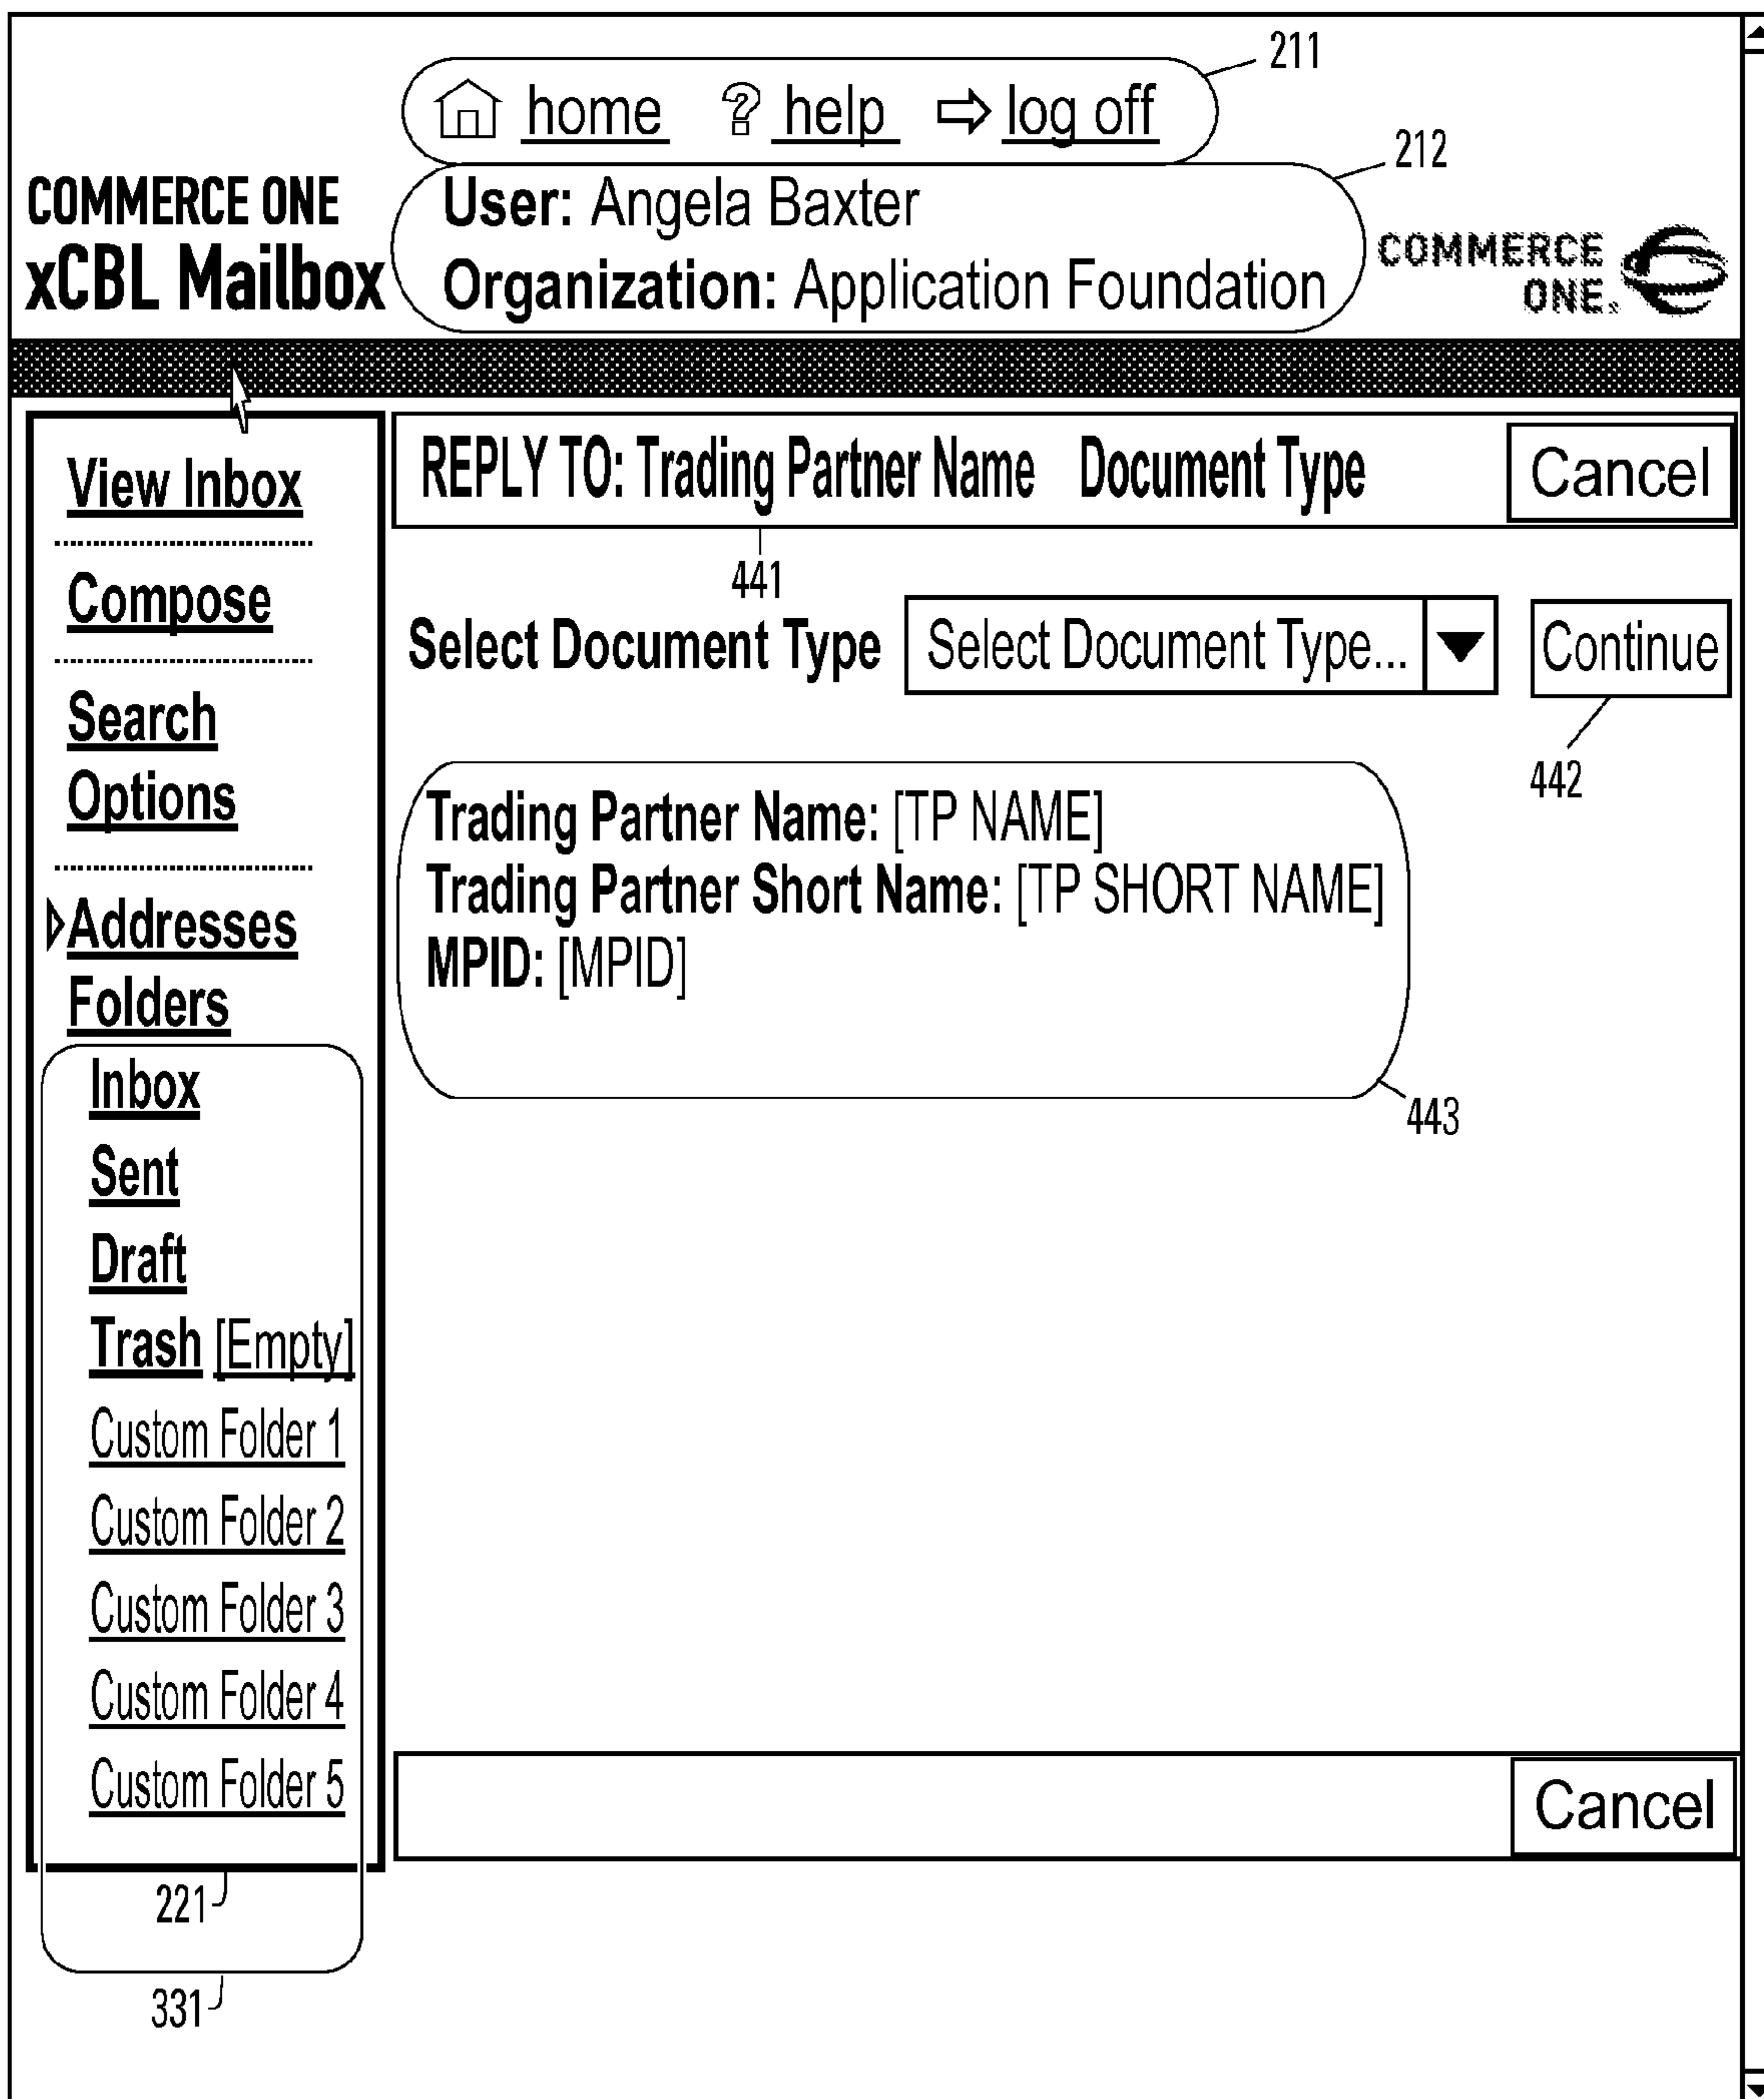 211
home ? help log off
212
COMMERCE ONE
xCBL Mailbox
User: Angela Baxter
Organization: Application Foundation
COMMERCE
ONE.
View Inbox
Compose
Search
Options
Addresses
Folders
Inbox
Sent
Draft
Trash [Empty]
Custom Folder 1
Custom Folder 2
Custom Folder 3
Custom Folder 4
Custom Folder 5
221
331
REPLY TO: Trading Partner Name Document Type Cancel
441
Select Document Type Select Document Type... Continue
442
Trading Partner Name: [TP NAME]
Trading Partner Short Name: [TP SHORT NAME]
MPID: [MPID]
443
Cancel